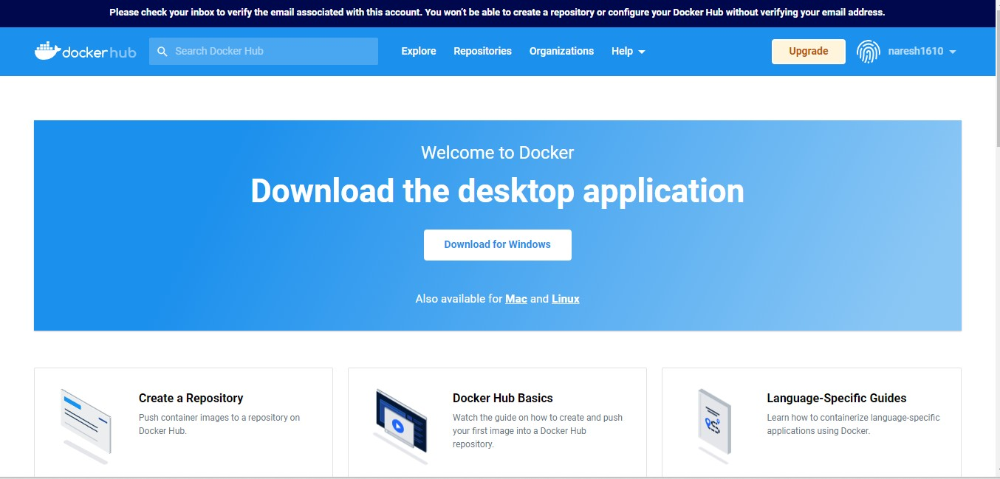 Please check your inbox to verify the email associated with this account. You won't be able to create a repository or configure your Docker Hub without verifying your email address.
docker hub
Search Docker Hub
Explore
Repositories
Organizations
Help
Upgrade
naresh1610
Welcome to Docker
Download the desktop application
Download for Windows
Also available for Mac and Linux
Create a Repository
Push container images to a repository on
Docker Hub.
Docker Hub Basics
Watch the guide on how to create and push
your first image into a Docker Hub
repository.
Language-Specific Guides
Learn how to containerize language-specific
applications using Docker.